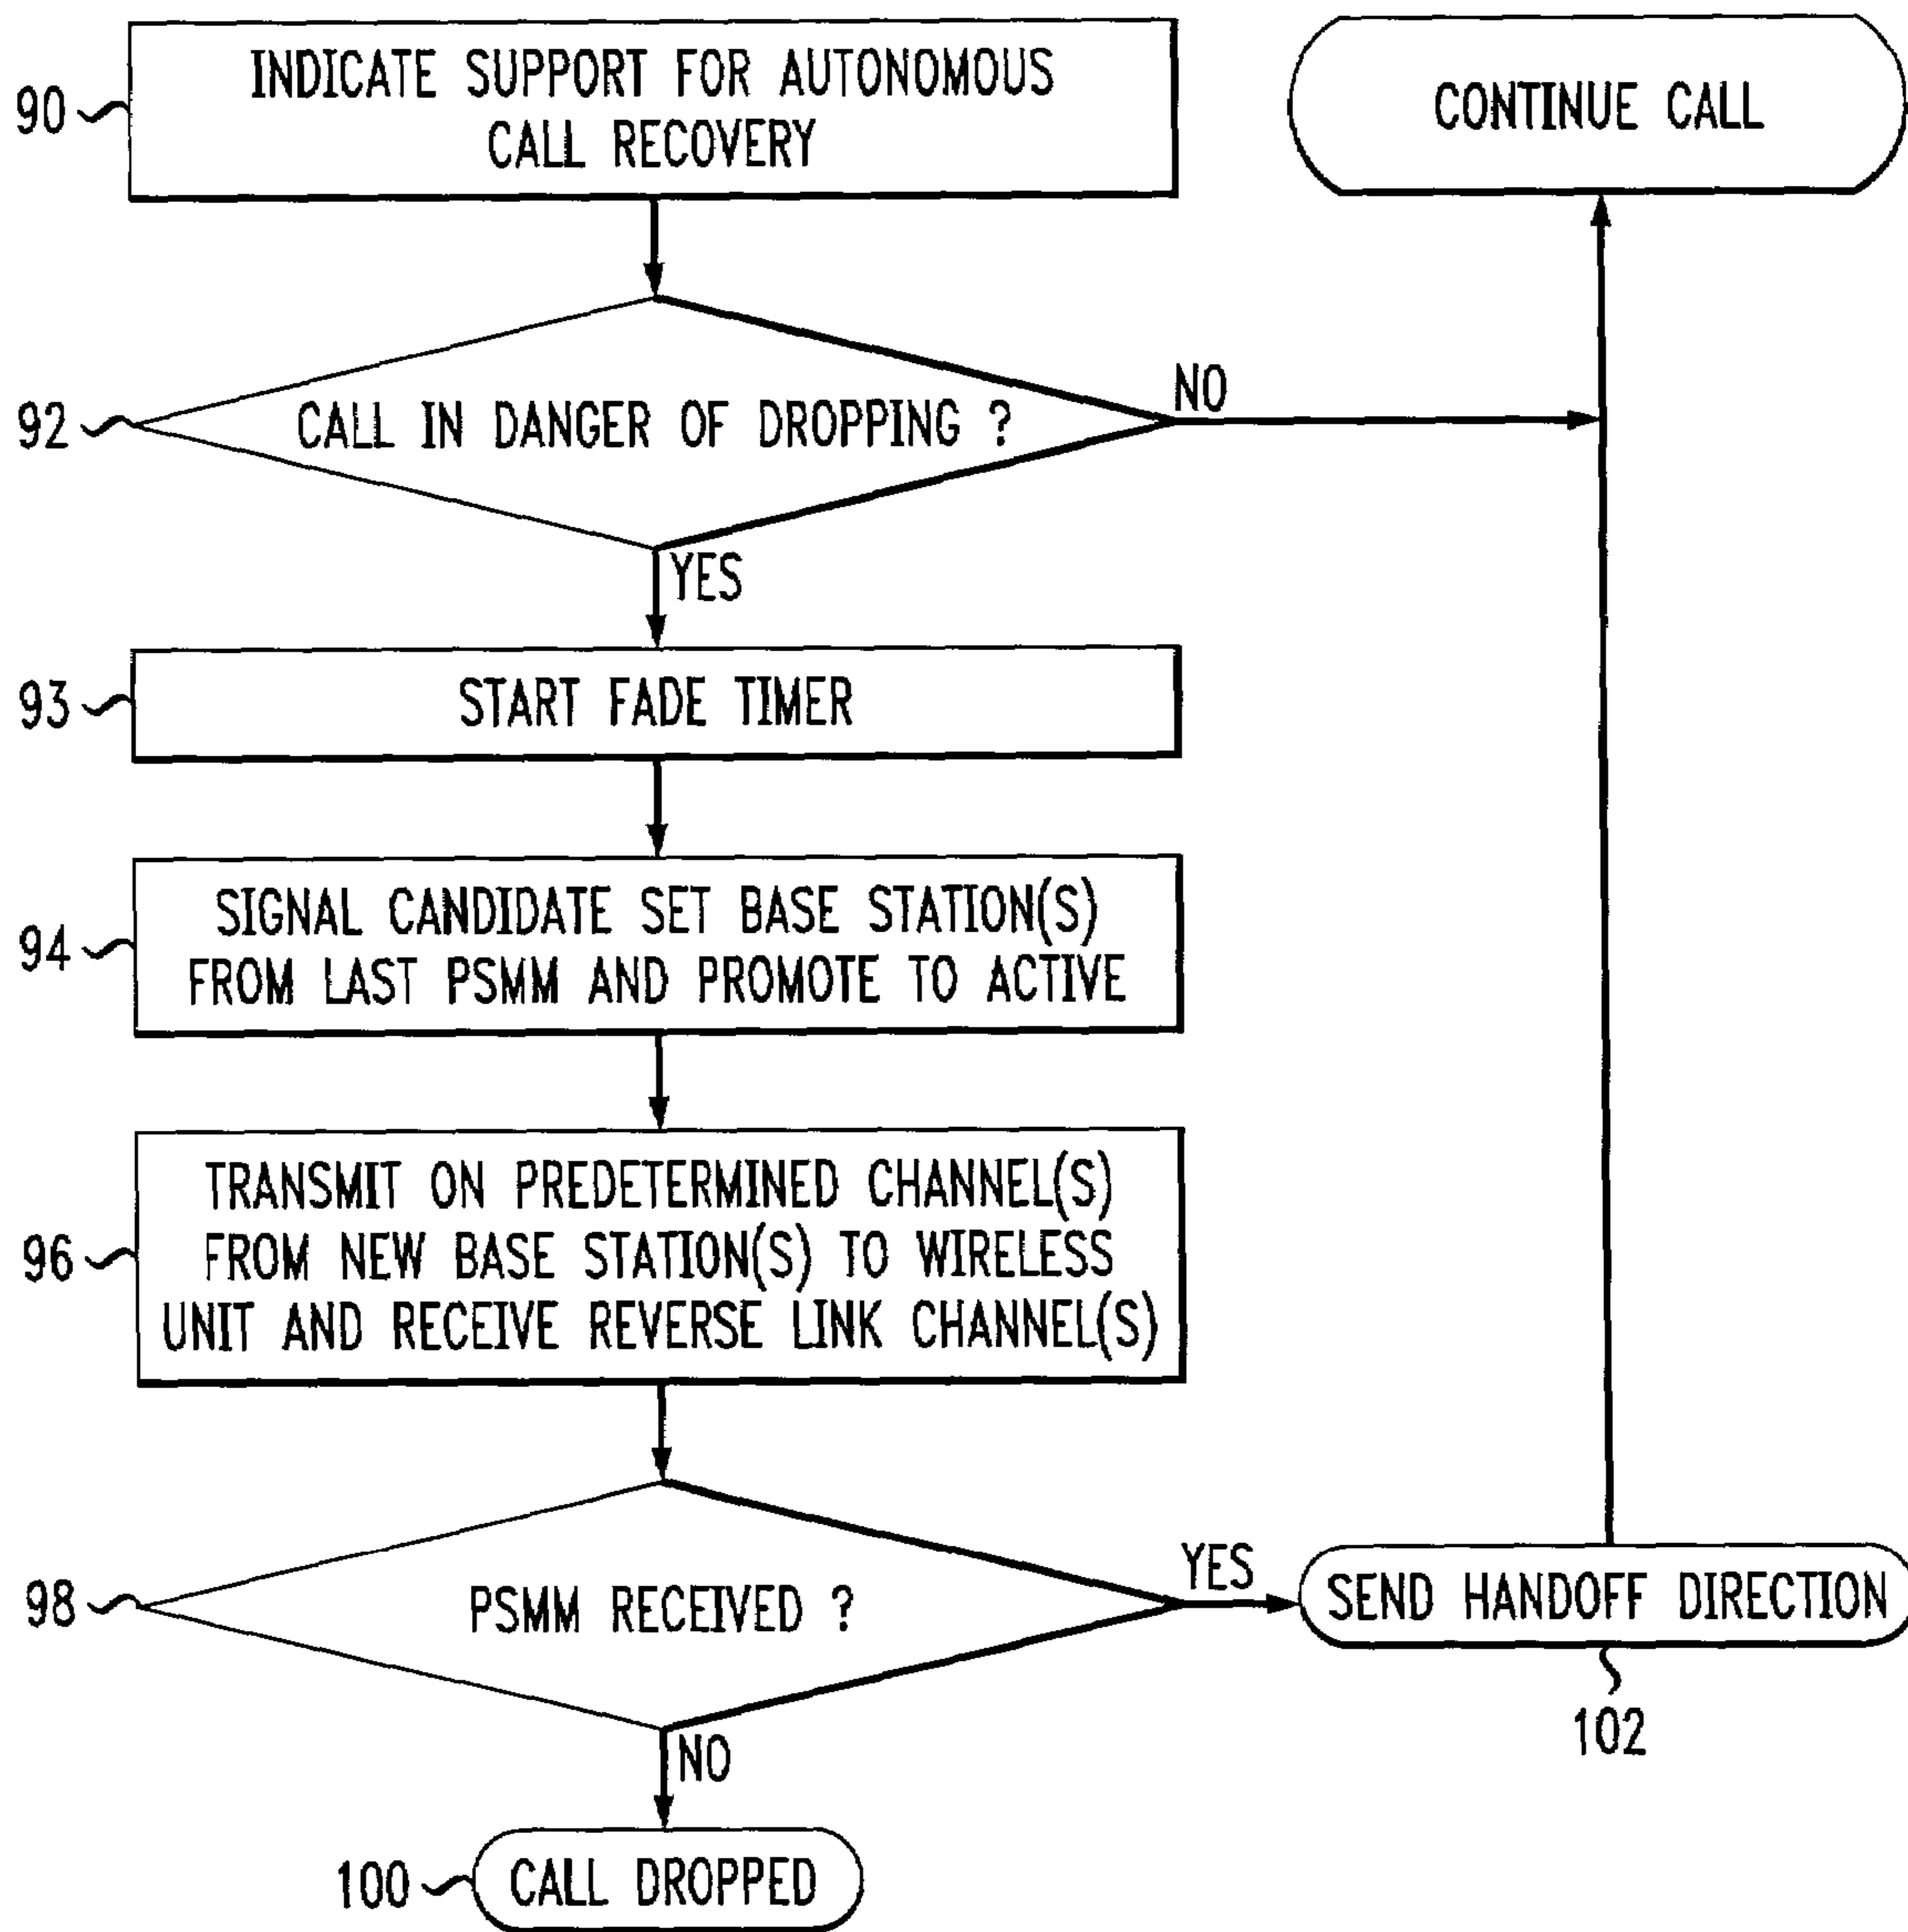 90
INDICATE SUPPORT FOR AUTONOMOUS
CALL RECOVERY
CONTINUE CALL
92
CALL IN DANGER OF DROPPING ?
NO
YES
93
START FADE TIMER
94
SIGNAL CANDIDATE SET BASE STATION(S)
FROM LAST PSMM AND PROMOTE TO ACTIVE
96
TRANSMIT ON PREDETERMINED CHANNEL(S)
FROM NEW BASE STATION(S) TO WIRELESS
UNIT AND RECEIVE REVERSE LINK CHANNEL(S)
98
PSMM RECEIVED ?
YES
SEND HANDOFF DIRECTION
102
NO
100
CALL DROPPED